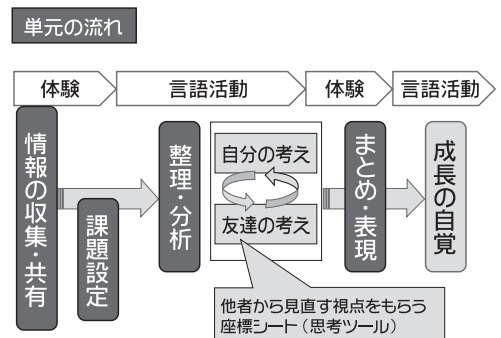 単元の流れ
体験
言語活動
体験
言語活動
情報の収集・共有
課題設定
整理・分析
自分の考え
友達の考え
まとめ・表現
成長の自覚
他者から見直す視点をもらう
座標シート（思考ツール）